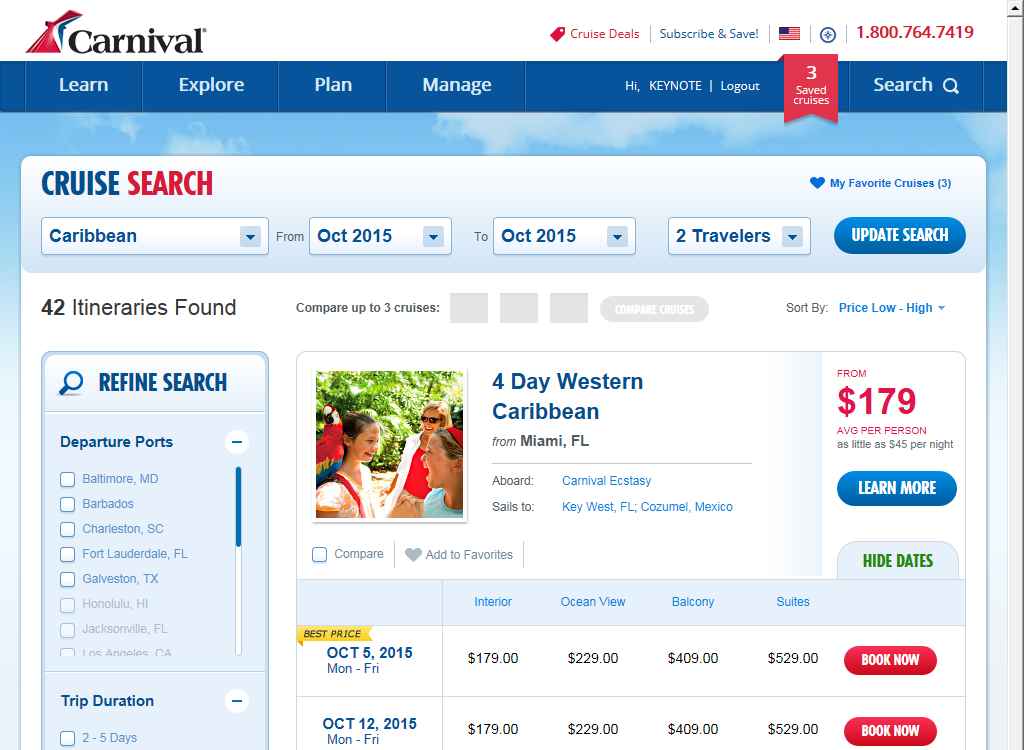 Carnival
Cruise Deals
Subscribe & Save!
1.800.764.7419
Learn
Explore
Plan
Manage
Hi, KEYNOTE | Logout
3
Saved
cruises
Search
CRUISE SEARCH
My Favorite Cruises (3)
Caribbean
From
Oct 2015
To
Oct 2015
2 Travelers
UPDATE SEARCH
42 Itineraries Found
Compare up to 3 cruises:
COMPARE CRUISES
Sort By: Price Low - High
REFINE SEARCH
Departure Ports
Baltimore, MD
Barbados
Charleston, SC
Fort Lauderdale, FL
Galveston, TX
Honolulu, HI
Jacksonville, FL
Los Angeles, CA
Trip Duration
2 - 5 Days
4 Day Western
Caribbean
from Miami, FL
Aboard: Carnival Ecstasy
Sails to: Key West, FL; Cozumel, Mexico
Compare
Add to Favorites
FROM
$179
AVG PER PERSON
as little as $45 per night
LEARN MORE
HIDE DATES
Interior Ocean View Balcony Suites
BEST PRICE
OCT 5, 2015
Mon - Fri
$179.00 $229.00 $409.00 $529.00
BOOK NOW
OCT 12, 2015
Mon - Fri
$179.00 $229.00 $409.00 $529.00
BOOK NOW